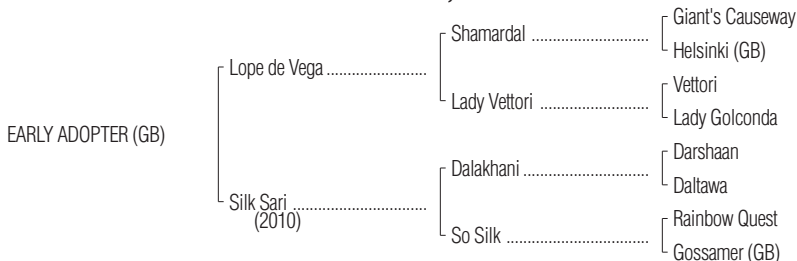 Giant's Causeway
Shamardal ..............................
Helsinki (GB)
Lope de Vega .........................
Vettori
Lady Vettori ...........................
Lady Golconda
EARLY ADOPTER (GB)
Darshaan
Dalakhani ...............................
Daltawa
Silk Sari .................................
(2010)
Rainbow Quest
So Silk ....................................
Gossamer (GB)